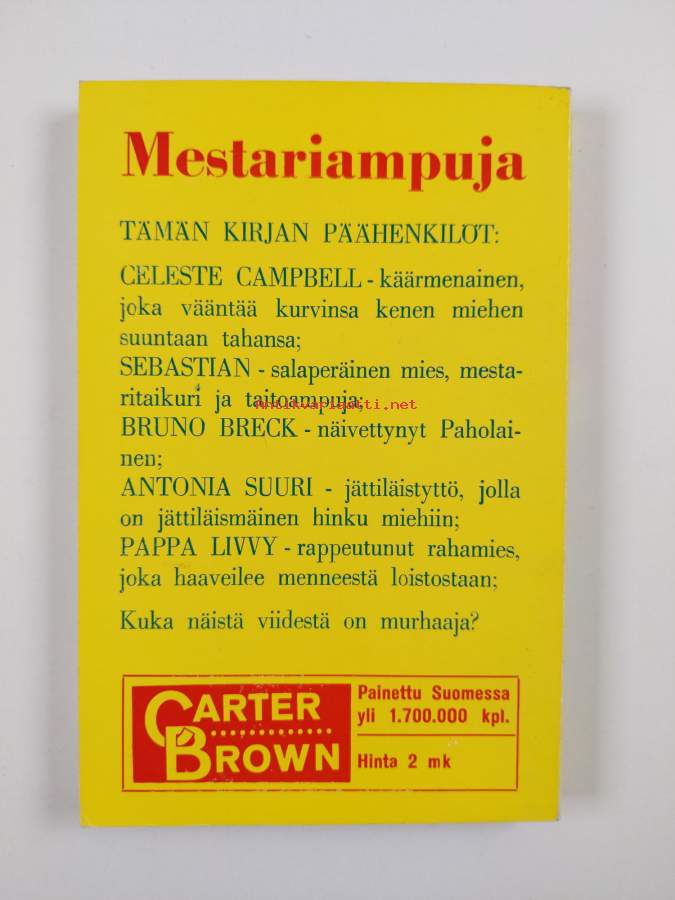 Mestariampuja
TÄMÄN KIRJAN PÄÄHENKILÖT:
CELESTE CAMPBELL - käärmenainen,
joka vääntää kurvinsa kenen miehen
suuntaan tahansa;
SEBASTIAN - salaperäinen mies, mesta-
ritaikuri ja taitoampuja;
antikvariaatti.net
BRUNO BRECK - näivettynyt Paholai-
nen;
ANTONIA SUURI - jättiläistyttö, jolla
on jättiläismäinen hinku miehiin;
PAPPA LIVVY - rappeutunut rahamies,
joka haaveilee menneestä loistostaan;
Kuka näistä viidestä on murhaaja?
CARTER
BROWN
Painettu Suomessa
yli 1.700.000 kpl.
Hinta 2 mk